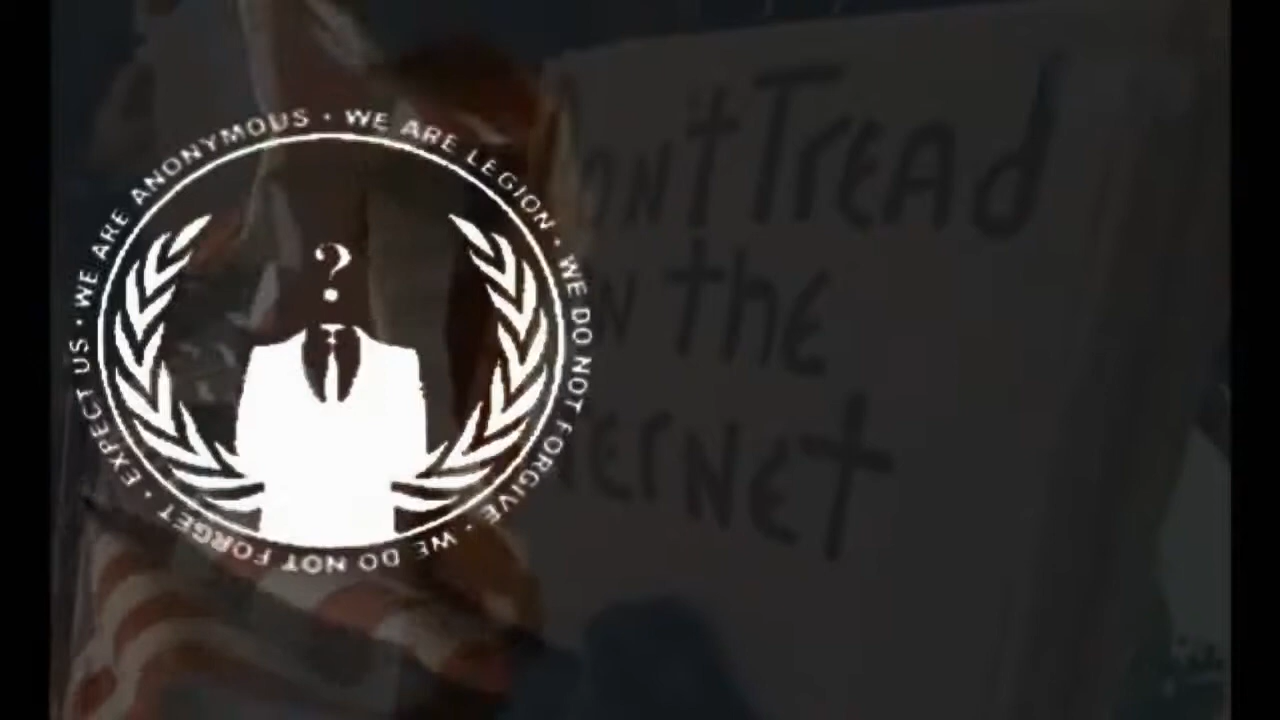 WE ARE ANONYMOUS · WE ARE LEGION · WE DO NOT FORGIVE · WE DO NOT FORGET · EXPECT US ·
?
Tread
the